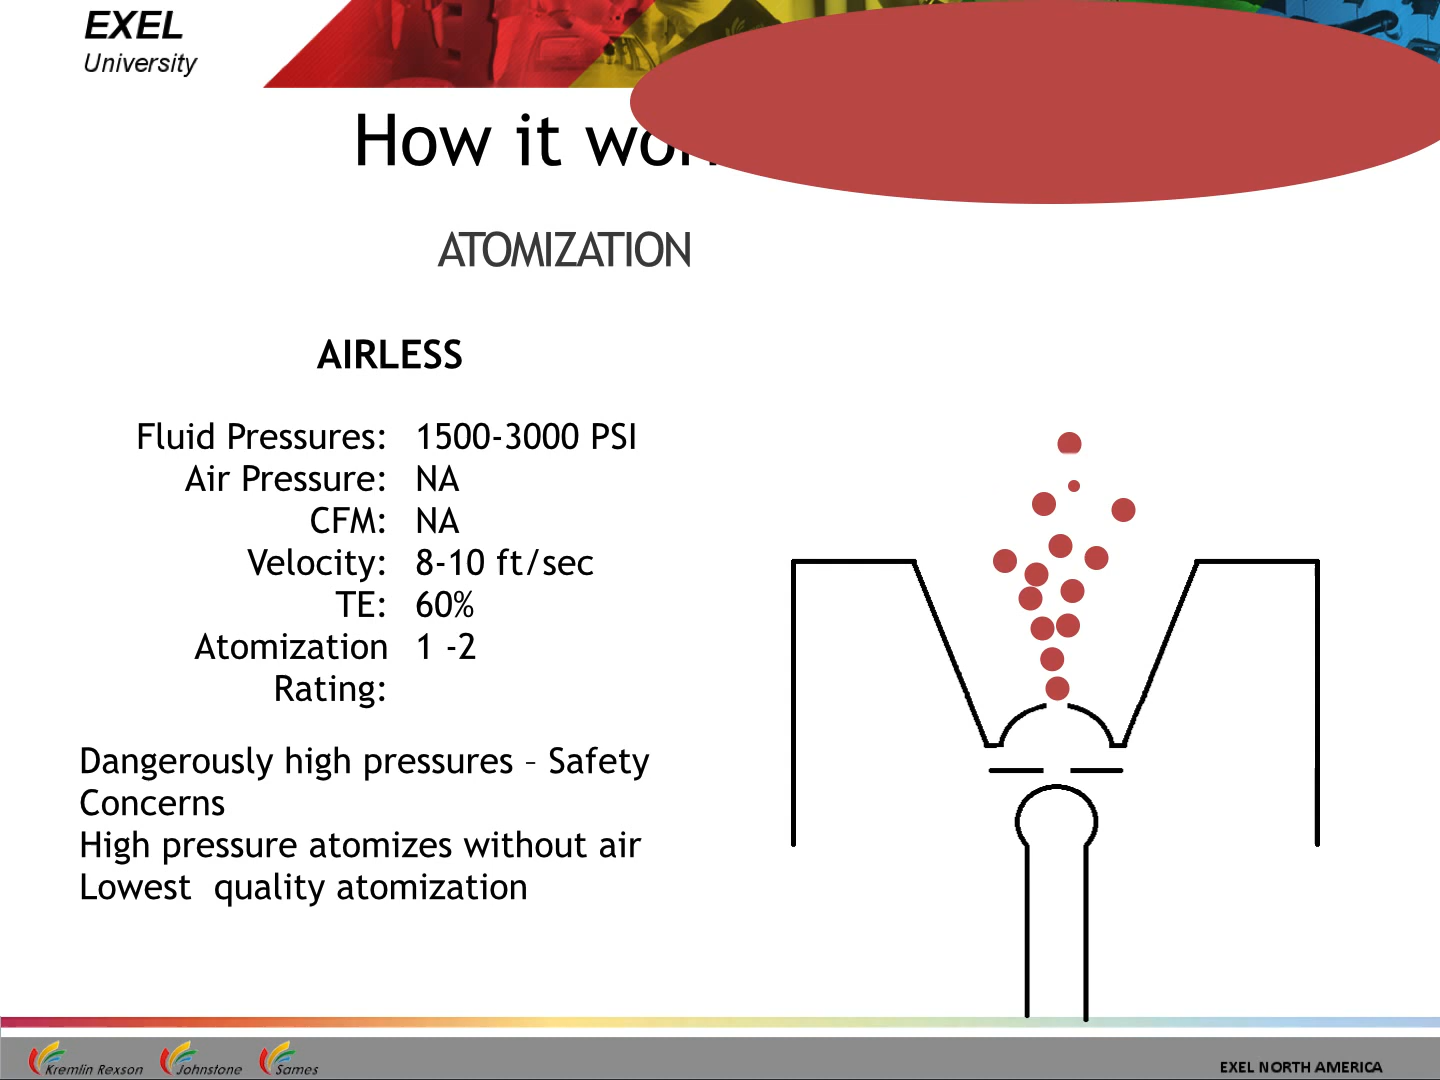 EXEL
University
How it wor
ATOMIZATION
AIRLESS
Fluid Pressures: 1500-3000 PSI
Air Pressure: NA
CFM: NA
Velocity: 8-10 ft/sec
TE: 60%
Atomization 1 -2
Rating:
Dangerously high pressures – Safety
Concerns
High pressure atomizes without air
Lowest  quality atomization
Kremlin Rexson Johnstone Sames
EXEL NORTH AMERICA